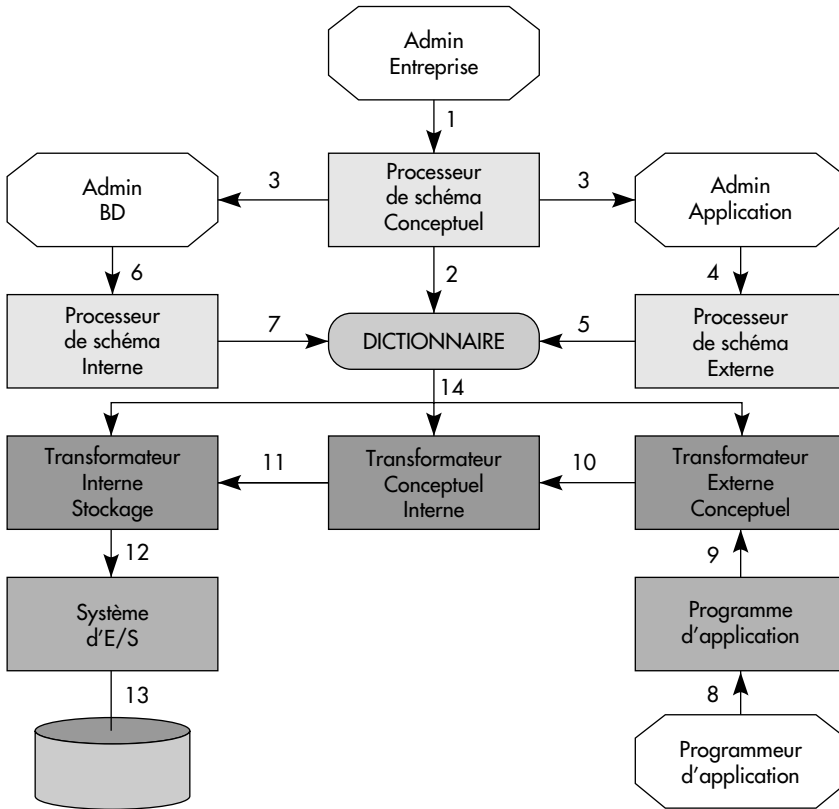 Admin
Entreprise
1
Processeur
de schéma
Conceptuel
3
3
Admin
BD
Admin
Application
6
2
4
Processeur
de schéma
Interne
7
DICTIONNAIRE
5
Processeur
de schéma
Externe
14
Transformateur
Interne
Stockage
11
Transformateur
Conceptuel
Interne
10
Transformateur
Externe
Conceptuel
12
9
Système
d'E/S
Programme
d'application
13
8
Programmeur
d'application